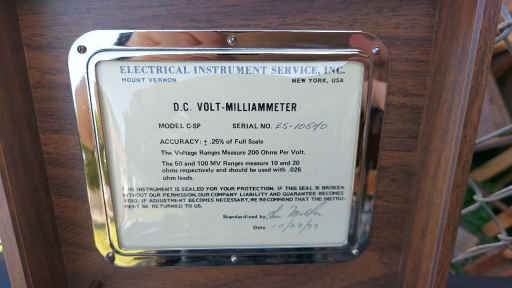 ELECTRICAL INSTRUMENT SERVICE, INC.
MOUNT VERNON NEW YORK, USA
D.C. VOLT-MILLIAMMETER
MODEL C-SP SERIAL NO.
ACCURACY: ± .25% of Full Scale
The Voltage Ranges Measure 200 Ohms Per Volt.
The 50 and 100 MV Ranges measure 10 and 20
ohms respectively and should be used with .026
ohm leads.
THIS INSTRUMENT IS SEALED FOR YOUR PROTECTION. IF THIS SEAL IS BROKEN
WITHOUT OUR PERMISSION, OUR COMPANY LIABILITY AND GUARANTEE BECOMES
VOID. IF ADJUSTMENT BECOMES NECESSARY, WE RECOMMEND THAT THE INSTRU-
MENT BE RETURNED TO US.
Standardized by
Date